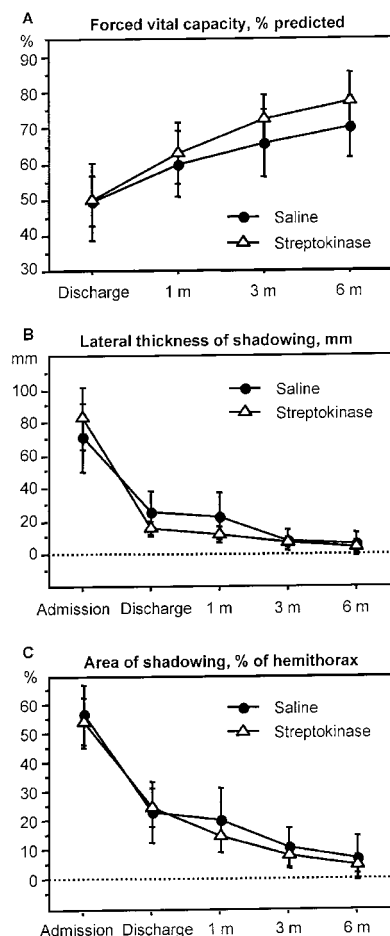 A Forced vital capacity, % predicted
%
90
80
70
60
50
40
30
Saline
Streptokinase
Discharge 1 m 3 m 6 m
B Lateral thickness of shadowing, mm
mm
100
80
60
40
20
0
Saline
Streptokinase
Admission Discharge 1 m 3 m 6 m
C Area of shadowing, % of hemithorax
%
60
50
40
30
20
10
0
Saline
Streptokinase
Admission Discharge 1 m 3 m 6 m